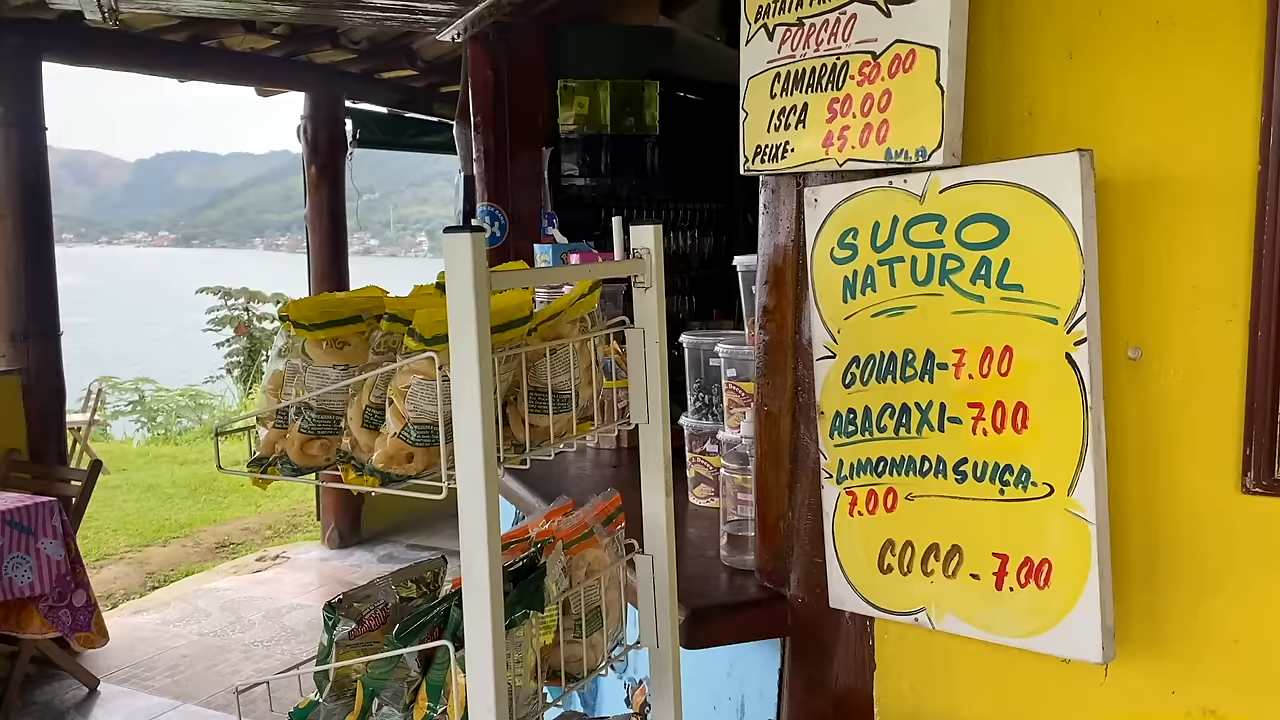 BATATA
PORÇÃO
CAMARÃO-50.00
ISCA 50.00
45.00
PEIXE-
SUCO
NATURAL
GOIABA-7.00
ABACAXI-7.00
LIMONADA SUIÇA-
7.00
COCO-7.00